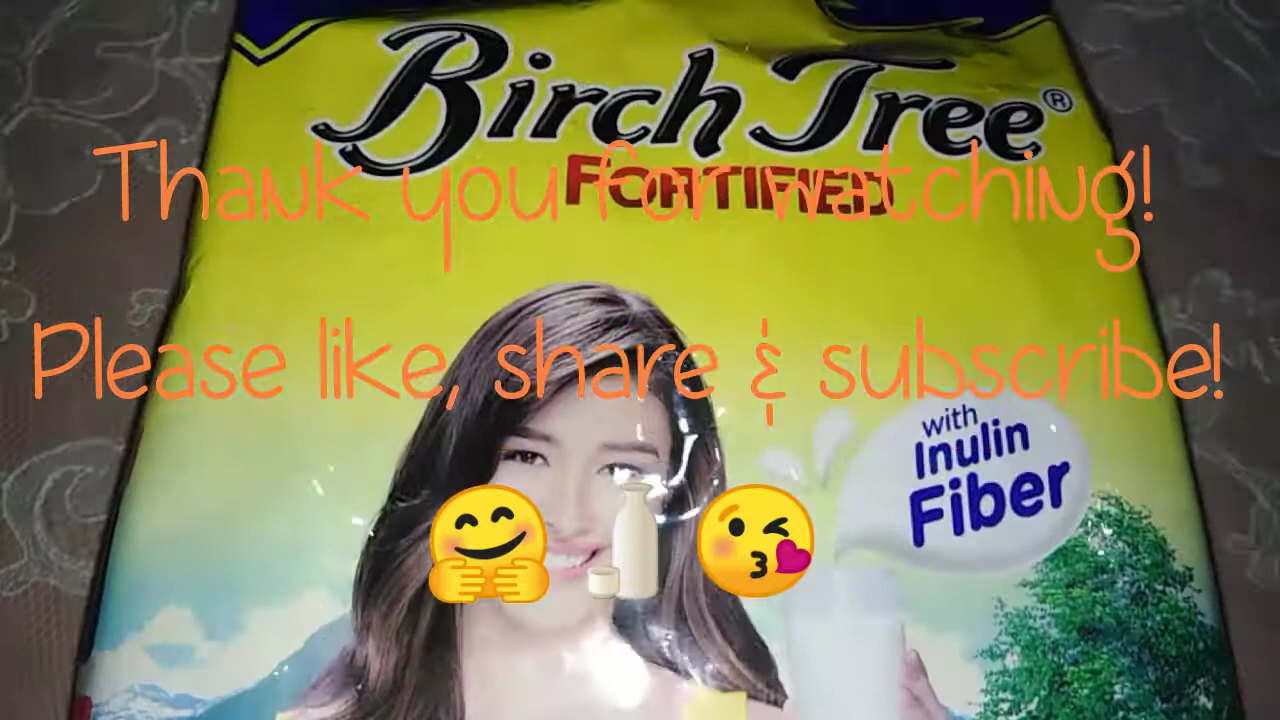 Birch Tree®
FORTIFIED
Thank you for watching!
Please like, share & subscribe!
with
Inulin
Fiber